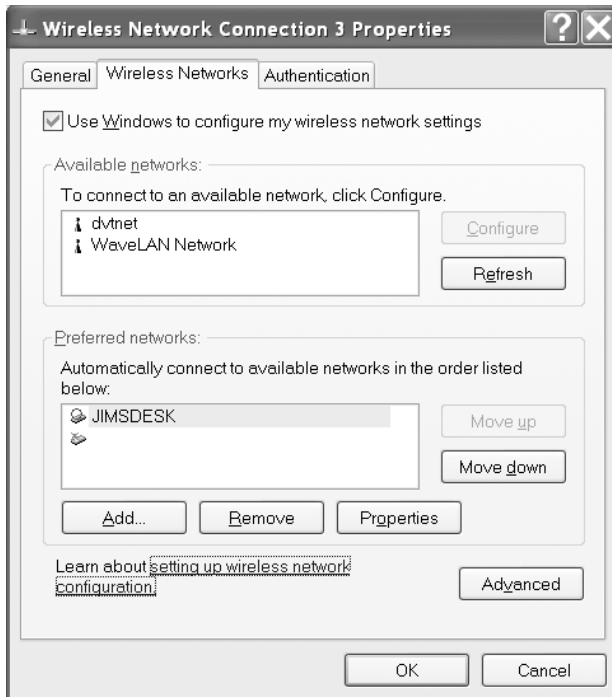 Wireless Network Connection 3 Properties
General Wireless Networks Authentication
Use Windows to configure my wireless network settings
Available networks:
To connect to an available network, click Configure.
dvtnet
WaveLAN Network
Configure
Refresh
Preferred networks:
Automatically connect to available networks in the order listed
below:
JIMSDESK
Move up
Move down
Add... Remove Properties
Learn about setting up wireless network
configuration.
Advanced
OK Cancel